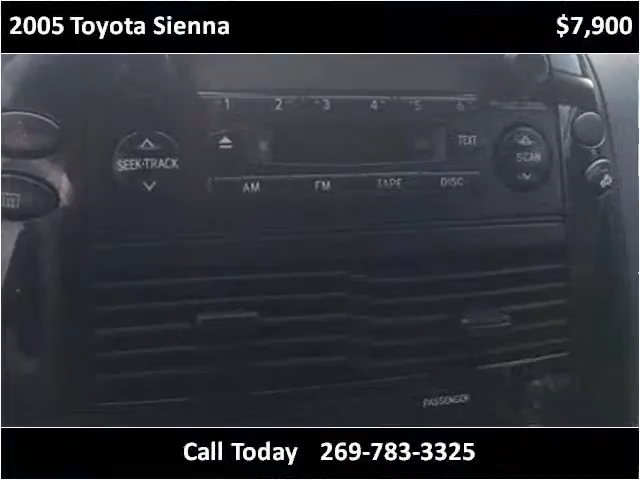 2005 Toyota Sienna $7,900
1 2 3 4 5 6
TEXT
SEEK•TRACK SCAN
AM FM TAPE DISC
PASSENGER
Call Today 269-783-3325